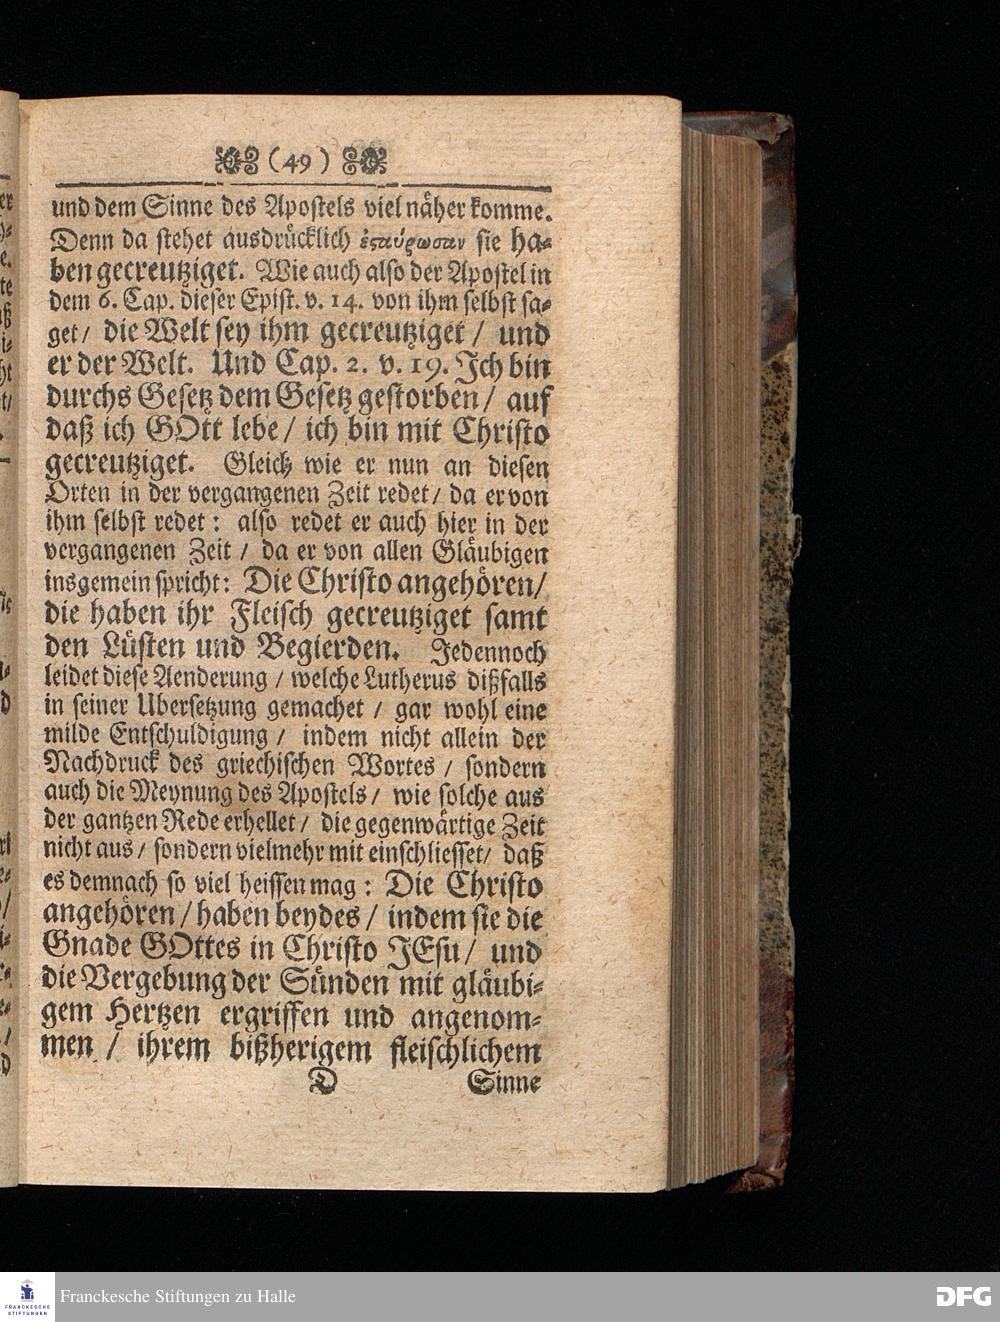 (49)
und dem Sinne des Apostels viel näher komme.
Denn da stehet ausdrücklich ἐσταύρωσαν sie ha-
ben gecreutziget. Wie auch also der Apostel in
dem 6. Cap. dieser Epist. v. 14. von ihm selbst sa-
get / die Welt sey ihm gecreutziget / und
er der Welt. Und Cap. 2. v. 19. Ich bin
durchs Gesetz dem Gesetz gestorben / auf
daß ich GOtt lebe / ich bin mit Christo
gecreutziget. Gleich wie er nun an diesen
Orten in der vergangenen Zeit redet / da er von
ihm selbst redet: also redet er auch hier in der
vergangenen Zeit / da er von allen Gläubigen
insgemein spricht: Die Christo angehören /
die haben ihr Fleisch gecreutziget samt
den Lüsten und Begierden. Jedennoch
leidet diese Aenderung / welche Lutherus dißfalls
in seiner Ubersetzung gemachet / gar wohl eine
milde Entschuldigung / indem nicht allein der
Nachdruck des griechischen Wortes / sondern
auch die Meynung des Apostels / wie solche aus
der gantzen Rede erhellet / die gegenwärtige Zeit
nicht aus / sondern vielmehr mit einschliesset / daß
es demnach so viel heissen mag: Die Christo
angehören / haben beydes / indem sie die
Gnade GOttes in Christo JEsu / und
die Vergebung der Sünden mit gläubi-
gem Hertzen ergriffen und angenom-
men / ihrem bißherigem fleischlichem
D Sinne
FRANCKESCHE STIFTUNGEN
Franckesche Stiftungen zu Halle
DFG